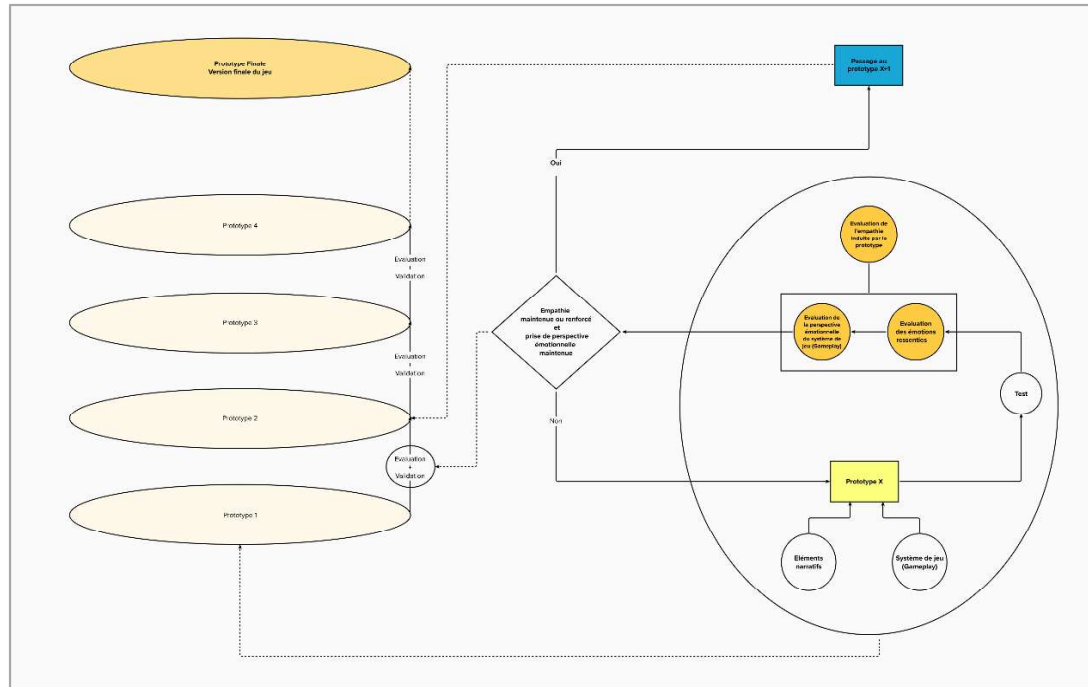 Prototype Finale
Version finale du jeu
Prototype 4
Evaluation
+
Validation
Prototype 3
Evaluation
+
Validation
Prototype 2
Evaluation
+
Validation
Prototype 1
Passage au
prototype X+1
Oui
Empathie
maintenue ou renforcé
et
prise de perspective
émotionnelle
maintenue
Non
Evaluation de
l'empathie
induite par le
prototype
Evaluation de
la perspective
émotionnelle
du système de
jeu (Gameplay)
Evaluation
des émotions
ressenties
Test
Prototype X
Eléments
narratifs
Système de jeu
(Gameplay)